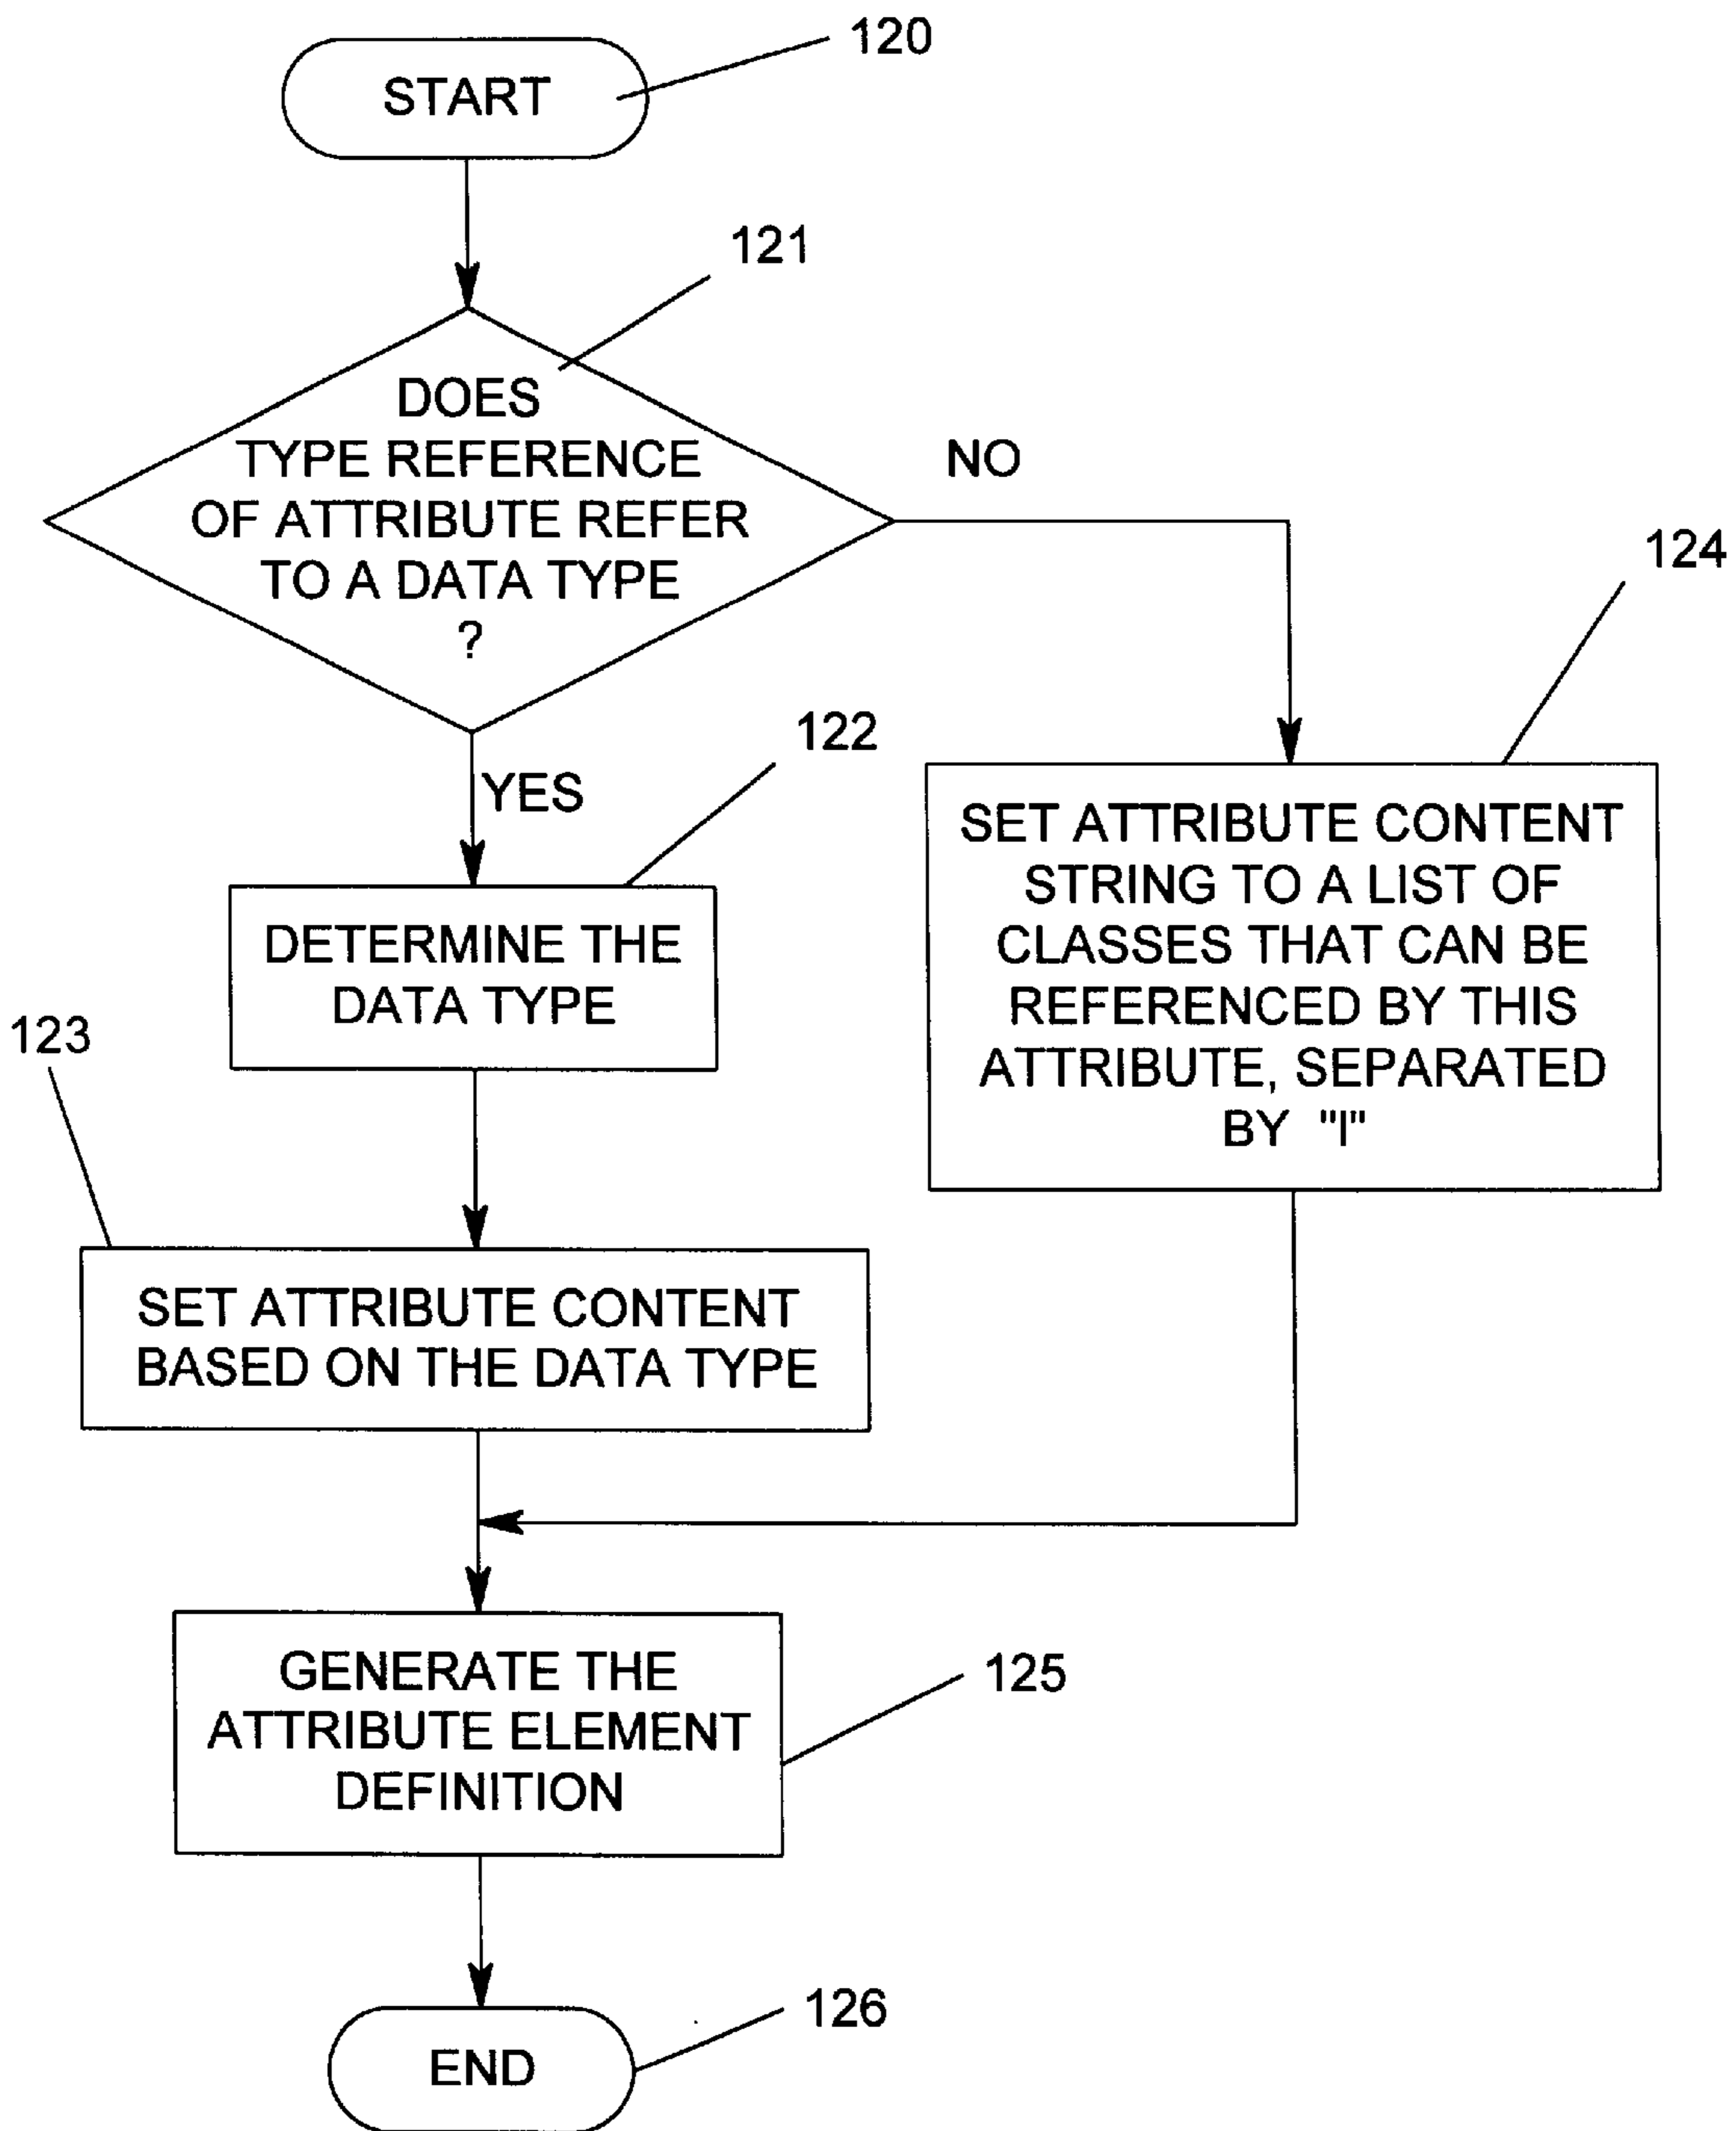 120
START
121
DOES
TYPE REFERENCE
OF ATTRIBUTE REFER
TO A DATA TYPE
?
NO
124
122
YES
SET ATTRIBUTE CONTENT
STRING TO A LIST OF
CLASSES THAT CAN BE
REFERENCED BY THIS
ATTRIBUTE, SEPARATED
BY "|"
DETERMINE THE
DATA TYPE
123
SET ATTRIBUTE CONTENT
BASED ON THE DATA TYPE
GENERATE THE
ATTRIBUTE ELEMENT
DEFINITION
125
126
END